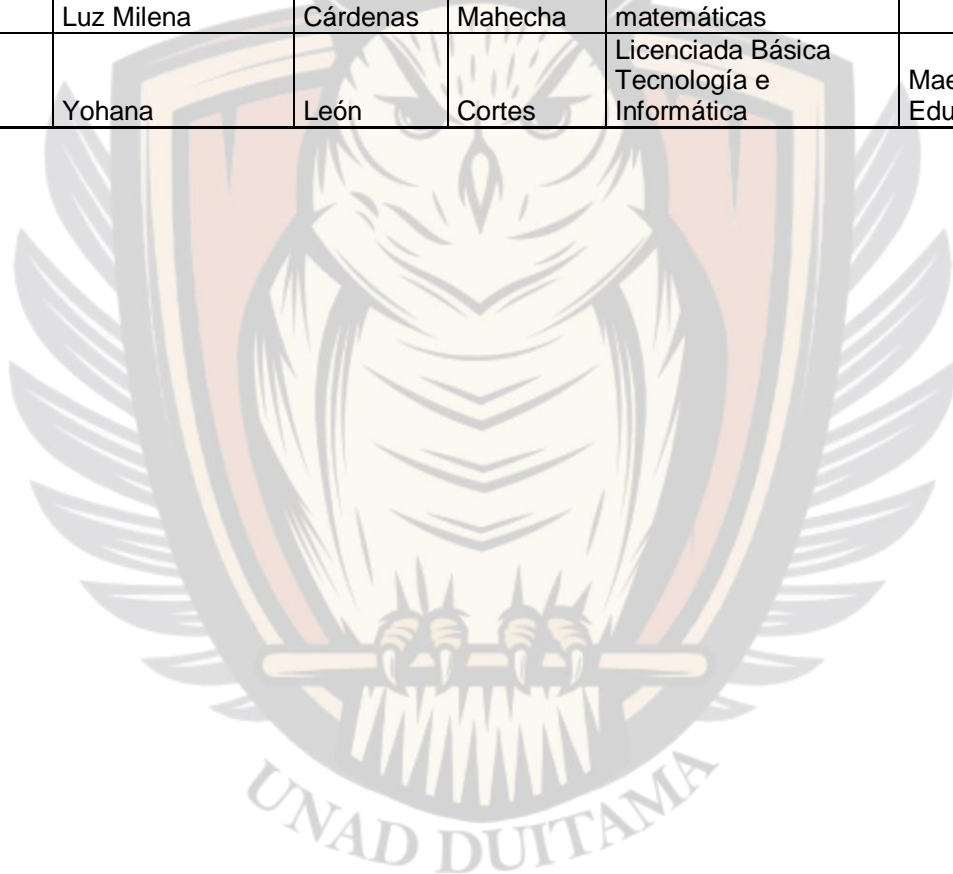 Luz Milena Cárdenas Mahecha matemáticas
Licenciada Básica
Tecnología e
Yohana León Cortes Informática
UNAD DUITAMA